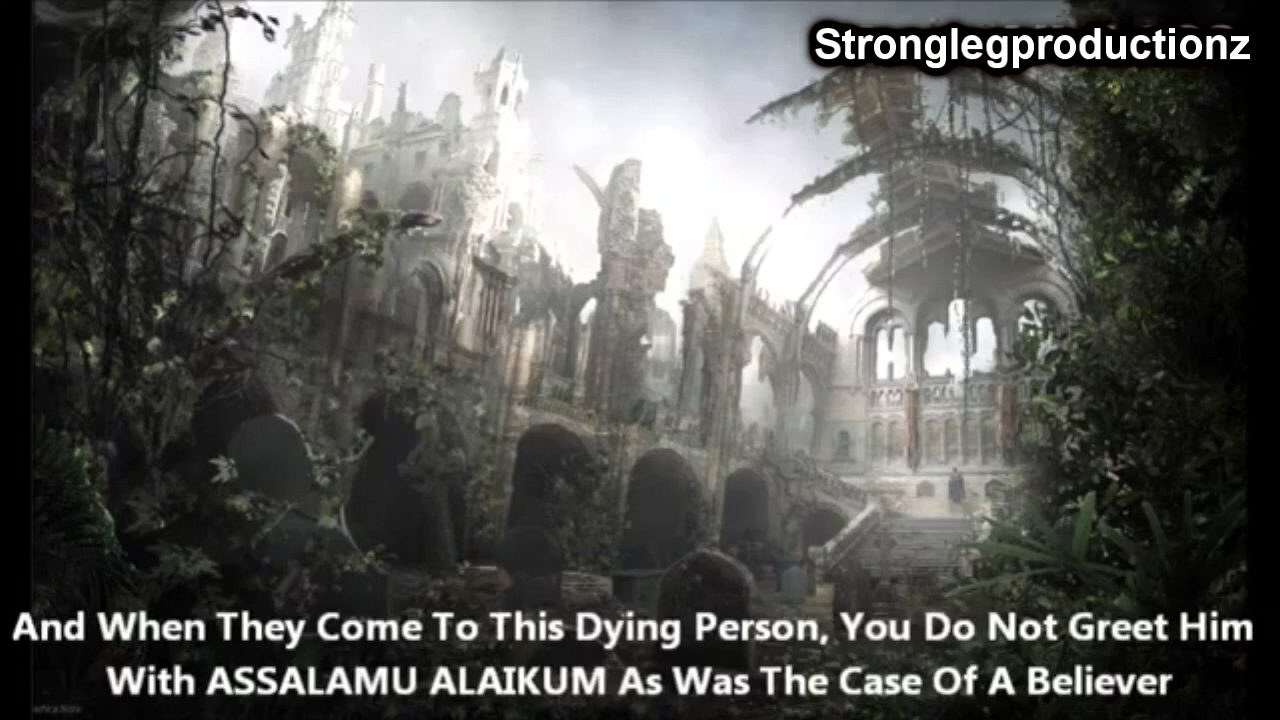 Stronglegproductionz
And When They Come To This Dying Person, You Do Not Greet Him
With ASSALAMU ALAIKUM As Was The Case Of A Believer